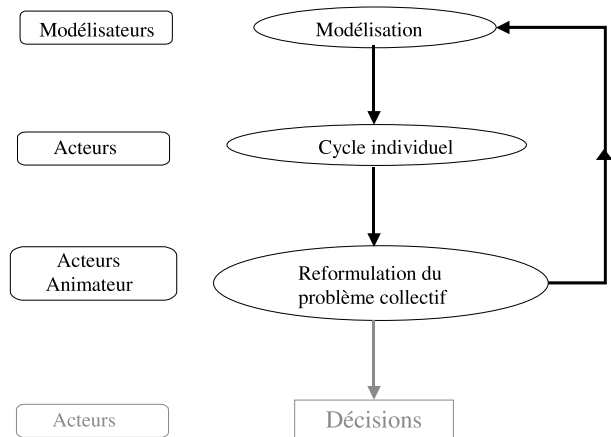 Modélisateurs
Modélisation
Acteurs
Cycle individuel
Acteurs
Animateur
Reformulation du
problème collectif
Acteurs
Décisions